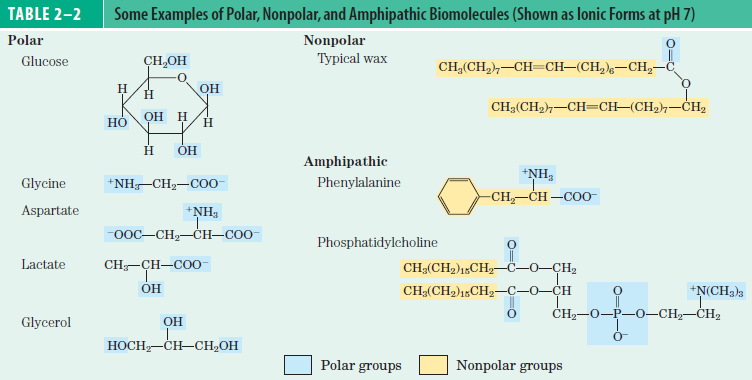 TABLE 2–2 Some Examples of Polar, Nonpolar, and Amphipathic Biomolecules (Shown as Ionic Forms at pH 7)
Polar
Glucose
CH₂OH
O
H
H
OH
OH
H
HO
H
H
OH
Glycine
⁺NH₃—CH₂—COO⁻
Aspartate
⁺NH₃
⁻OOC—CH₂—CH—COO⁻
Lactate
CH₃—CH—COO⁻
OH
Glycerol
OH
HOCH₂—CH—CH₂OH
Nonpolar
Typical wax
O
CH₃(CH₂)₇—CH=CH—(CH₂)₆—CH₂—C
O
CH₃(CH₂)₇—CH=CH—(CH₂)₇—CH₂
Amphipathic
Phenylalanine
⁺NH₃
CH₂—CH—COO⁻
Phosphatidylcholine
O
CH₃(CH₂)₁₅CH₂—C—O—CH₂
CH₃(CH₂)₁₅CH₂—C—O—CH
O
O
⁺N(CH₃)₃
CH₂—O—P—O—CH₂—CH₂
O⁻
Polar groups
Nonpolar groups